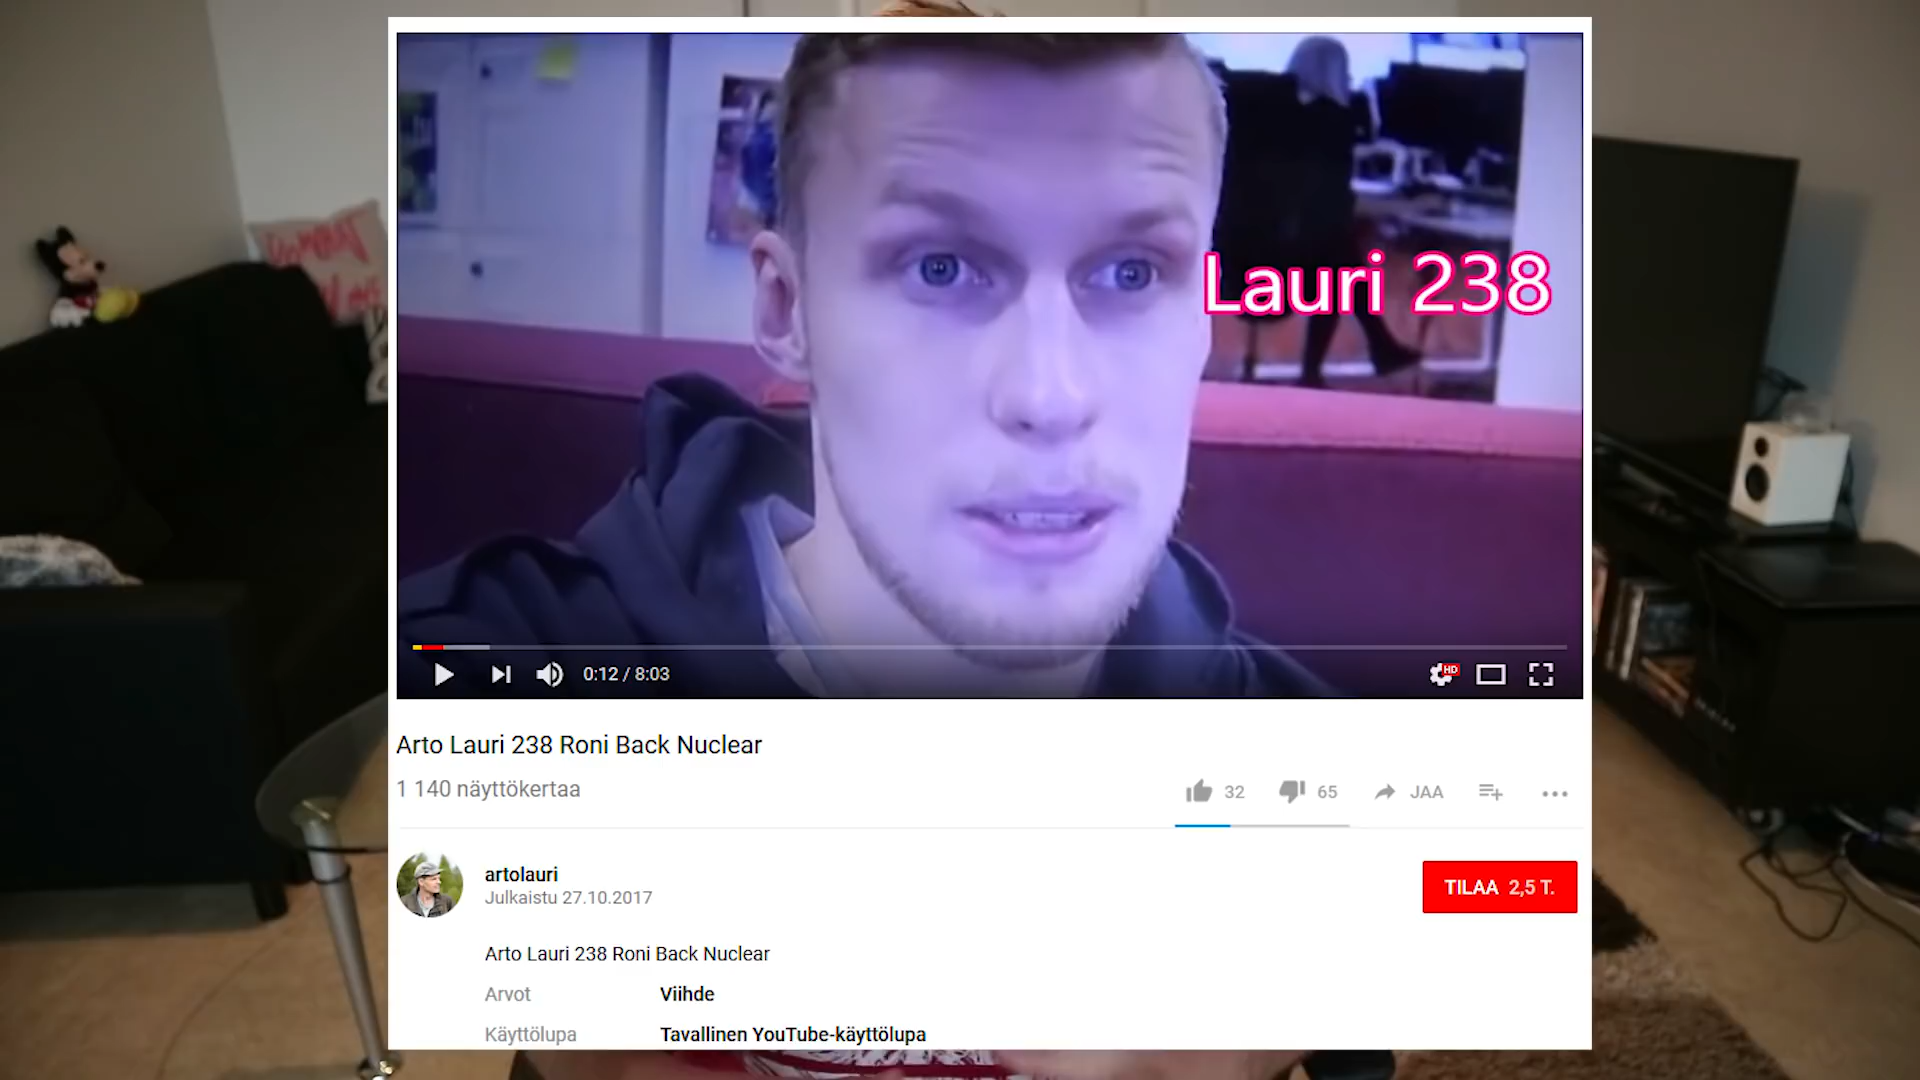 Lauri 238
0:12 / 8:03
HD
Arto Lauri 238 Roni Back Nuclear
1 140 näyttökertaa
32
65
JAA
artolauri
Julkaistu 27.10.2017
TILAA 2,5 T.
Arto Lauri 238 Roni Back Nuclear
Arvot
Viihde
Käyttölupa
Tavallinen YouTube-käyttölupa